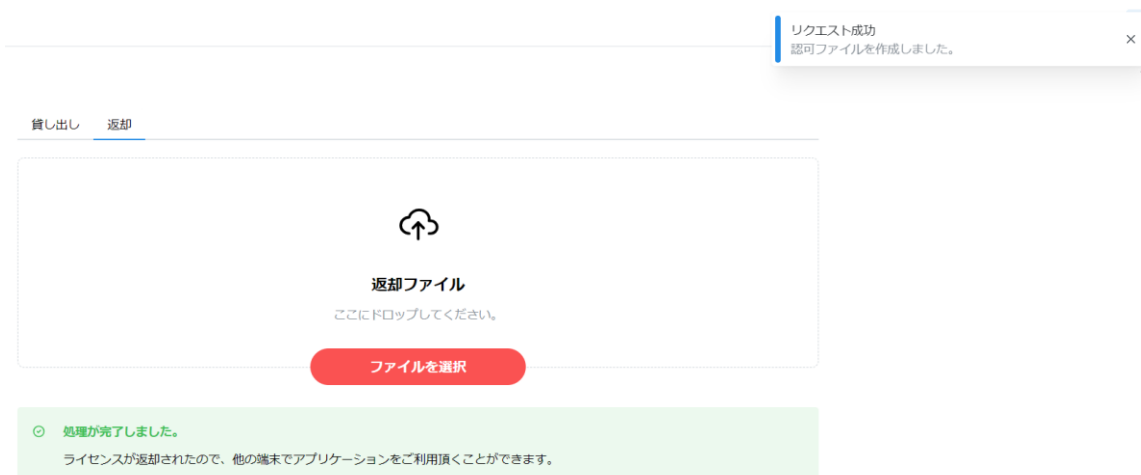 リクエスト成功
認可ファイルを作成しました。
貸し出し 返却
返却ファイル
ここにドロップしてください。
ファイルを選択
処理が完了しました。
ライセンスが返却されたので、他の端末でアプリケーションをご利用頂くことができます。